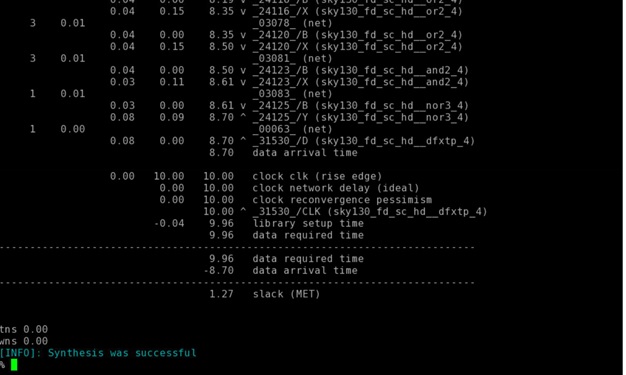 0.04 0.15 8.35 v _24116_/X (sky130_fd_sc_hd__or2_4)
3 0.01 _03078_ (net)
0.04 0.00 8.35 v _24120_/B (sky130_fd_sc_hd__or2_4)
0.04 0.15 8.50 v _24120_/X (sky130_fd_sc_hd__or2_4)
3 0.01 _03081_ (net)
0.04 0.00 8.50 v _24123_/B (sky130_fd_sc_hd__and2_4)
0.03 0.11 8.61 v _24123_/X (sky130_fd_sc_hd__and2_4)
1 0.01 _03083_ (net)
0.03 0.00 8.61 v _24125_/B (sky130_fd_sc_hd__nor3_4)
0.08 0.09 8.70 ^ _24125_/Y (sky130_fd_sc_hd__nor3_4)
1 0.00 _00063_ (net)
0.08 0.00 8.70 ^ _31530_/D (sky130_fd_sc_hd__dfxtp_4)
8.70 data arrival time
0.00 10.00 10.00 clock clk (rise edge)
0.00 10.00 clock network delay (ideal)
0.00 10.00 clock reconvergence pessimism
10.00 ^ _31530_/CLK (sky130_fd_sc_hd__dfxtp_4)
-0.04 9.96 library setup time
9.96 data required time
-----------------------------------------------------------------------------
9.96 data required time
-8.70 data arrival time
-----------------------------------------------------------------------------
1.27 slack (MET)
tns 0.00
wns 0.00
[INFO]: Synthesis was successful
%